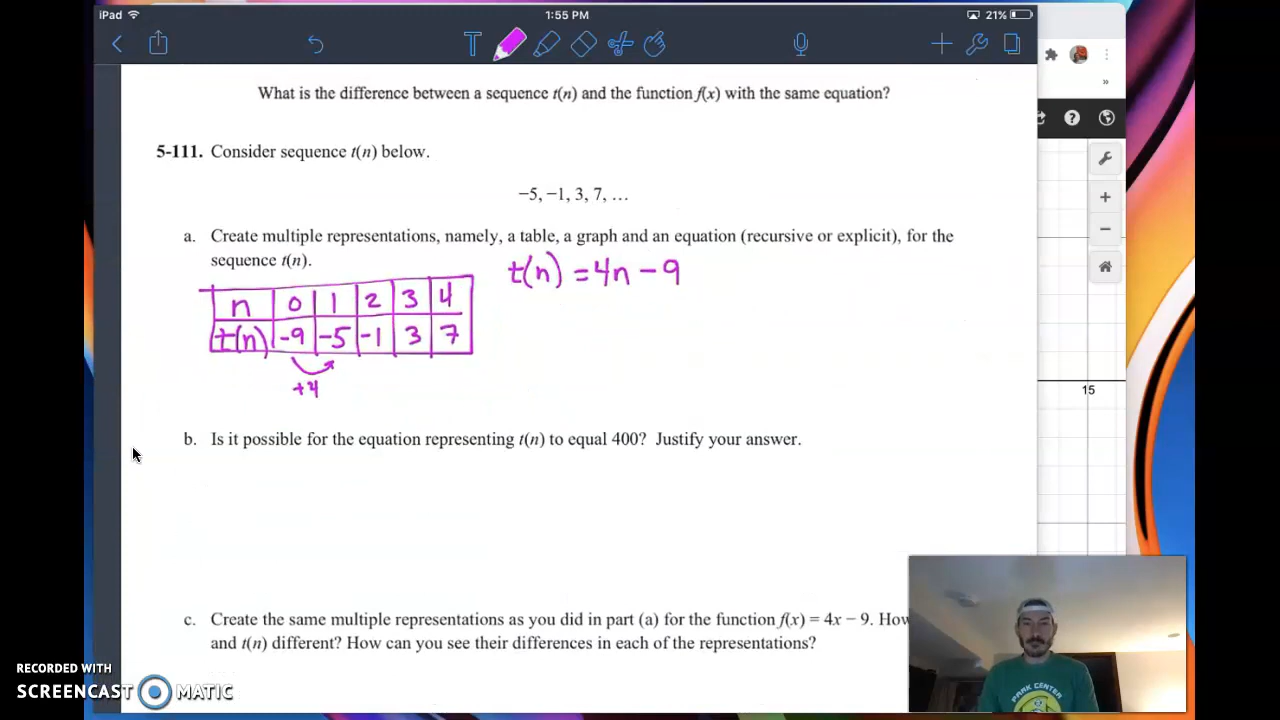 iPad 1:55 PM 21%
What is the difference between a sequence t(n) and the function f(x) with the same equation?
5-111. Consider sequence t(n) below.
−5, −1, 3, 7, …
a. Create multiple representations, namely, a table, a graph and an equation (recursive or explicit), for the
sequence t(n).
t(n) = 4n − 9
n 0 1 2 3 4
t(n) -9 -5 -1 3 7
+4
15
b. Is it possible for the equation representing t(n) to equal 400? Justify your answer.
c. Create the same multiple representations as you did in part (a) for the function f(x) = 4x − 9. How
and t(n) different? How can you see their differences in each of the representations?
PARK CENTER
RECORDED WITH
SCREENCAST MATIC